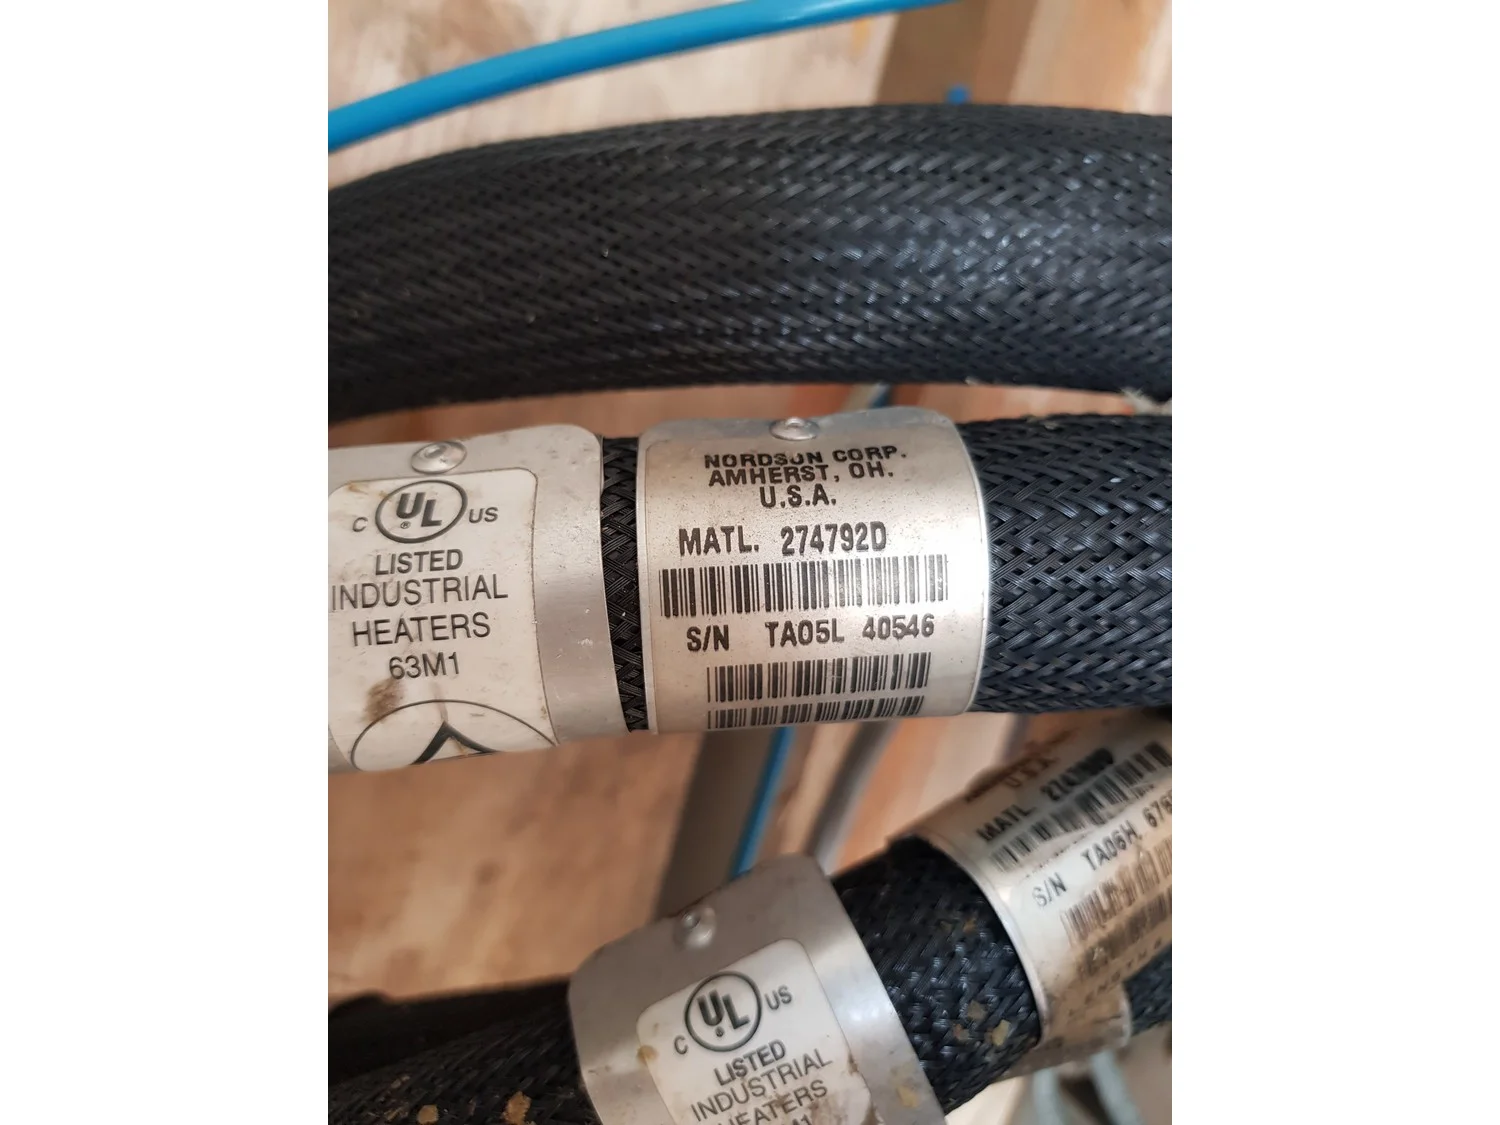 NORDSON CORP.
AMHERST, OH.
U.S.A.
MATL. 274792D
S/N TA05L 40546
C UL ® US
LISTED
INDUSTRIAL
HEATERS
63M1
U.S.A.
MATL.
S/N TA06H
C UL US
LISTED
INDUSTRIAL
HEATERS